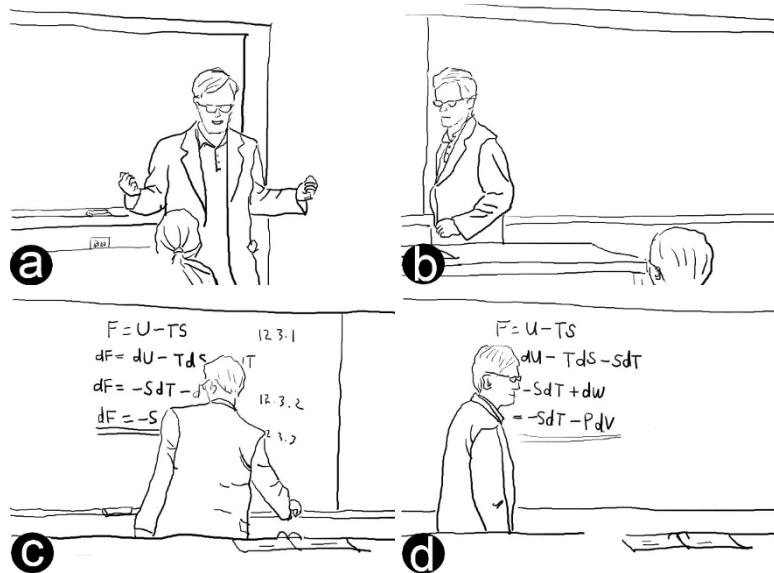 a
b
F = U - TS 12.3.1
dF = dU - TdS
dF = -SdT - 12.3.2
dF = -S
c
F = U - TS
dU - TdS - SdT
-SdT + dW
= -SdT - PdV
d